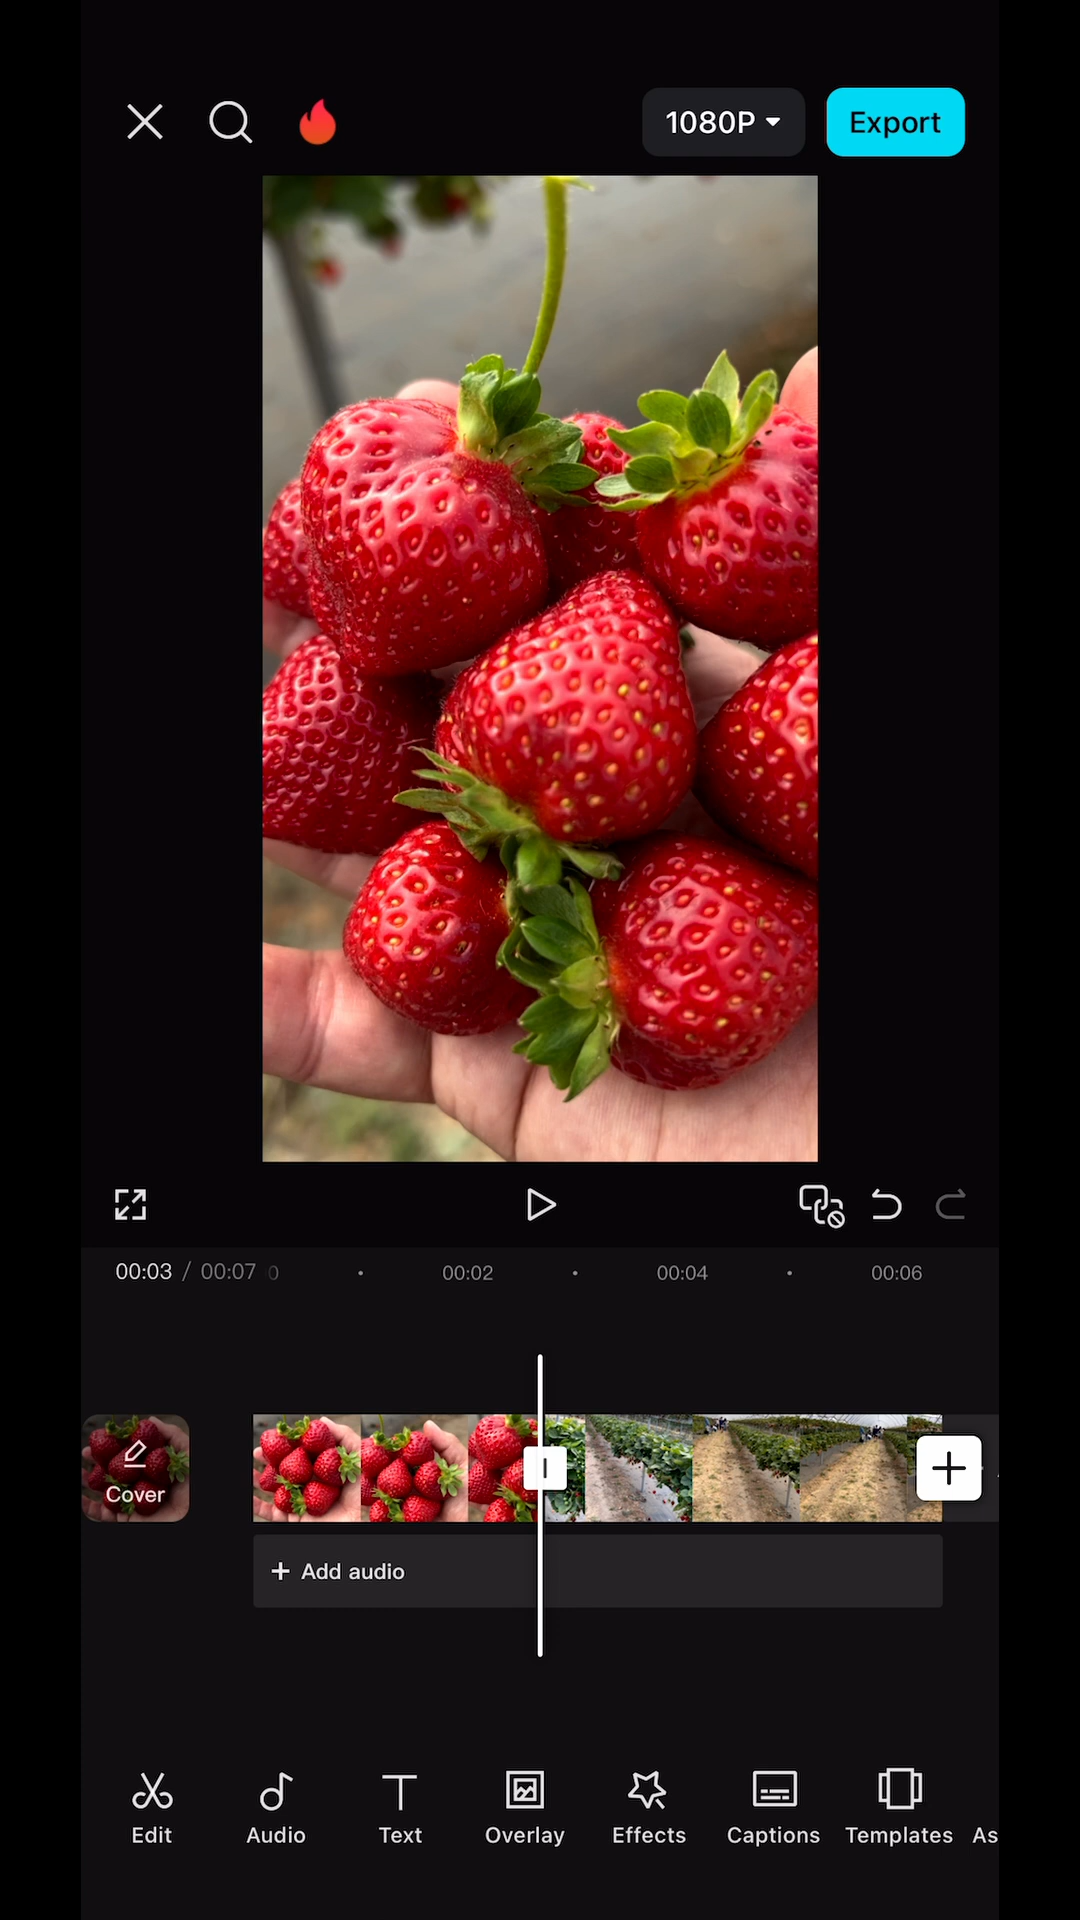 1080P
Export
00:03 / 00:07
0
00:02
00:04
00:06
Cover
Add audio
Edit
Audio
Text
Overlay
Effects
Captions
Templates
As